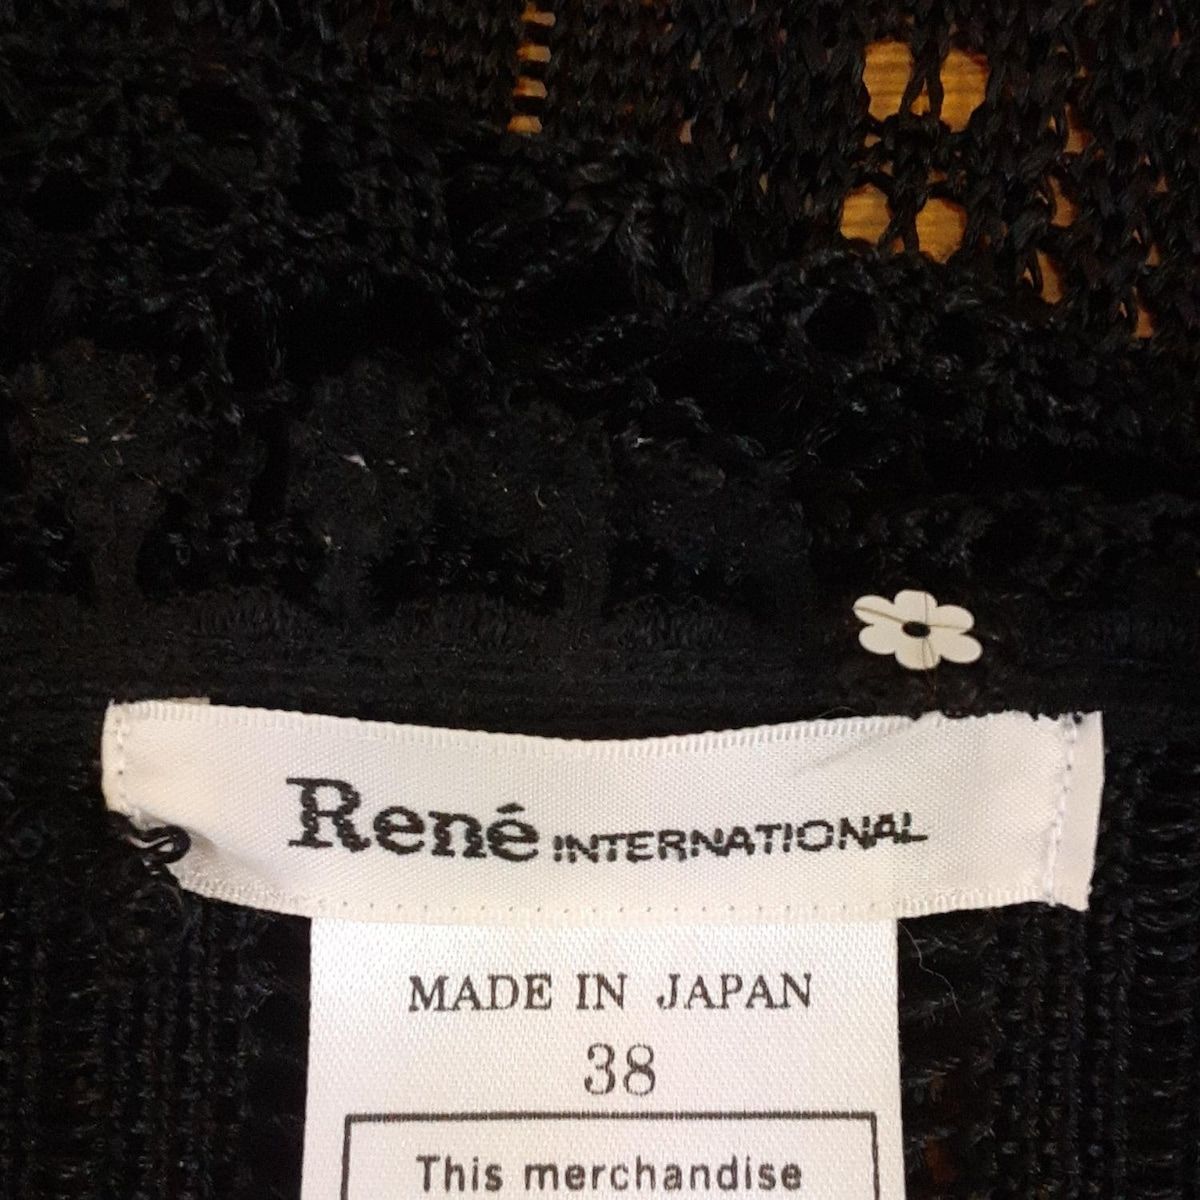 René INTERNATIONAL
MADE IN JAPAN
38
This merchandise